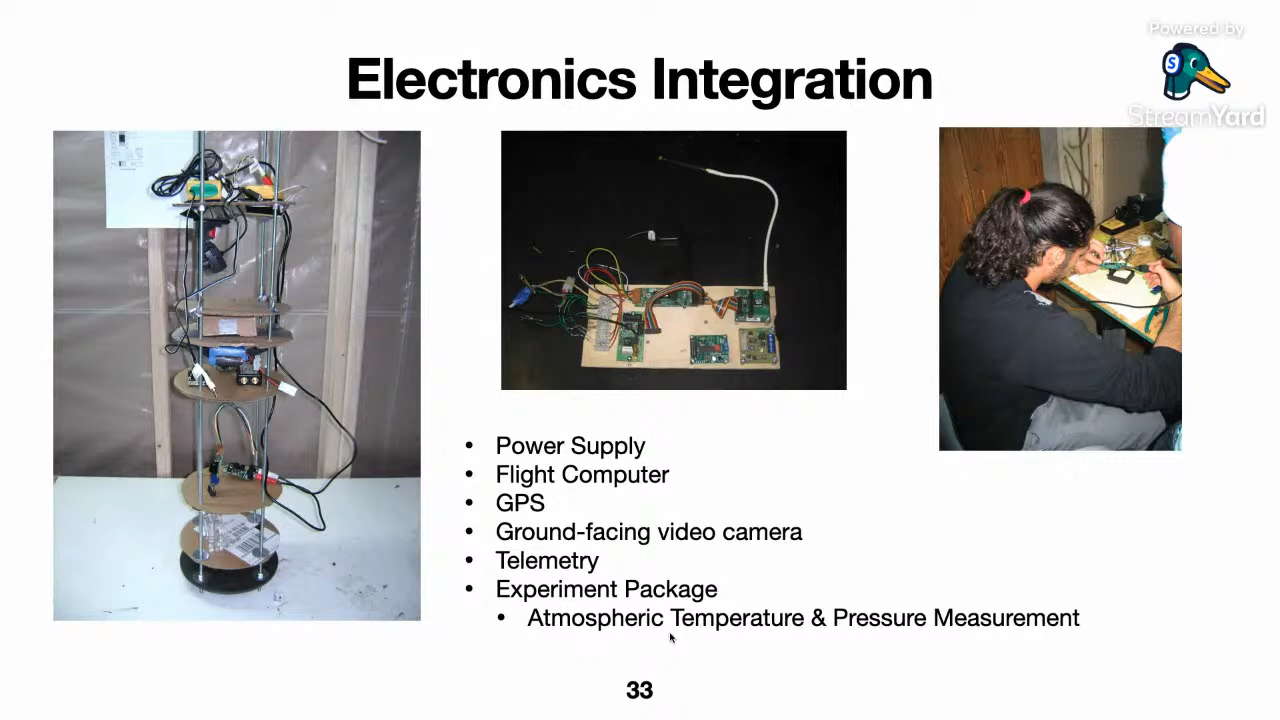 Powered by
StreamYard
Electronics Integration
• Power Supply
• Flight Computer
• GPS
• Ground-facing video camera
• Telemetry
• Experiment Package
• Atmospheric Temperature & Pressure Measurement
33